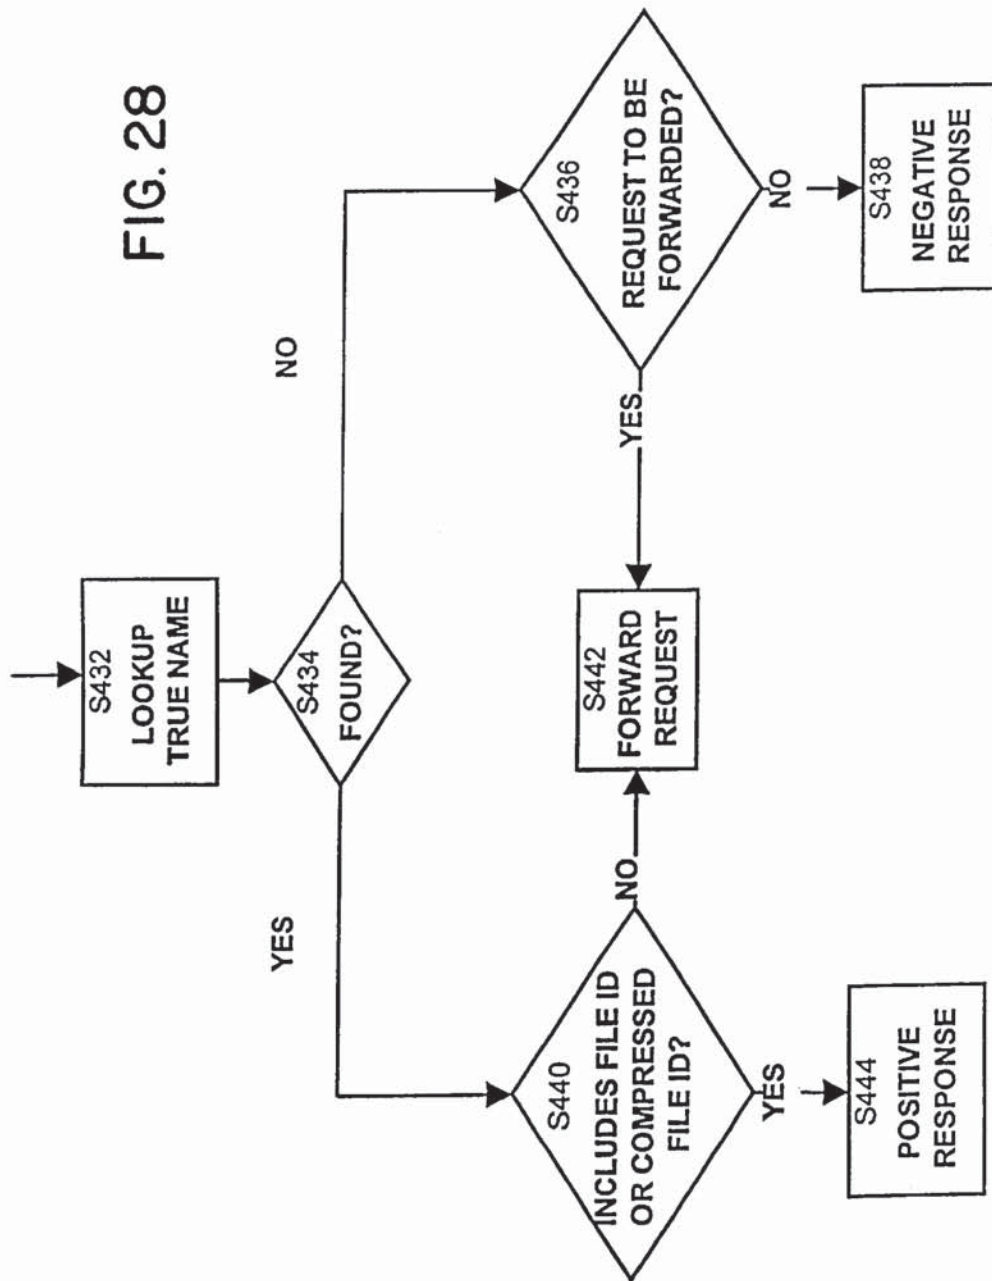 FIG. 28
S432
LOOKUP
TRUE NAME
S434
FOUND?
YES
NO
S440
INCLUDES FILE ID
OR COMPRESSED
FILE ID?
NO
YES
S442
FORWARD
REQUEST
YES
S436
REQUEST TO BE
FORWARDED?
NO
S444
POSITIVE
RESPONSE
S438
NEGATIVE
RESPONSE